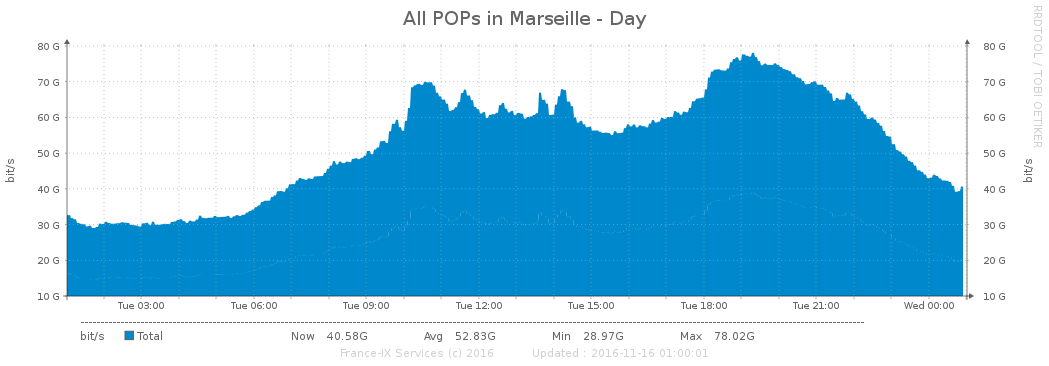 All POPs in Marseille - Day
RRDTOOL / TOBI OETIKER
80 G 80 G
70 G 70 G
60 G 60 G
50 G 50 G
40 G 40 G
30 G 30 G
20 G 20 G
10 G 10 G
bit/s
bit/s
Tue 03:00 Tue 06:00 Tue 09:00 Tue 12:00 Tue 15:00 Tue 18:00 Tue 21:00 Wed 00:00
bit/s Total Now 40.58G Avg 52.83G Min 28.97G Max 78.02G
France-IX Services (c) 2016 Updated : 2016-11-16 01:00:01